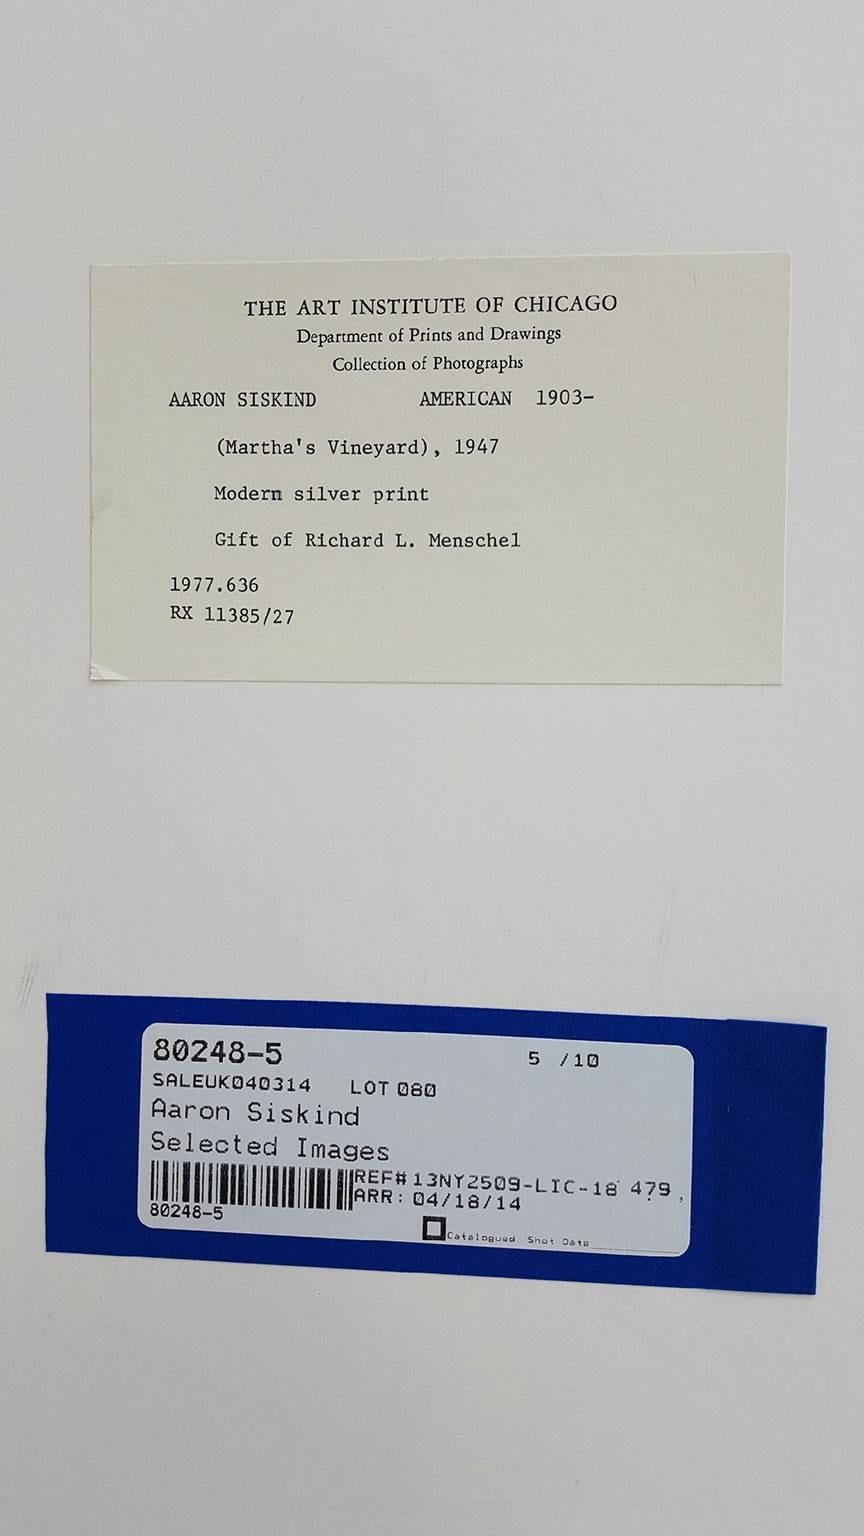 THE ART INSTITUTE OF CHICAGO
Department of Prints and Drawings
Collection of Photographs
AARON SISKIND AMERICAN 1903-
(Martha's Vineyard), 1947
Modern silver print
Gift of Richard L. Menschel
1977.636
RX 11385/27
80248-5 5 /10
SALEUK040314 LOT 080
Aaron Siskind
Selected Images
REF# 13NY2509-LIC-18 479,
ARR: 04/18/14
80248-5
Catalogued Shot Date